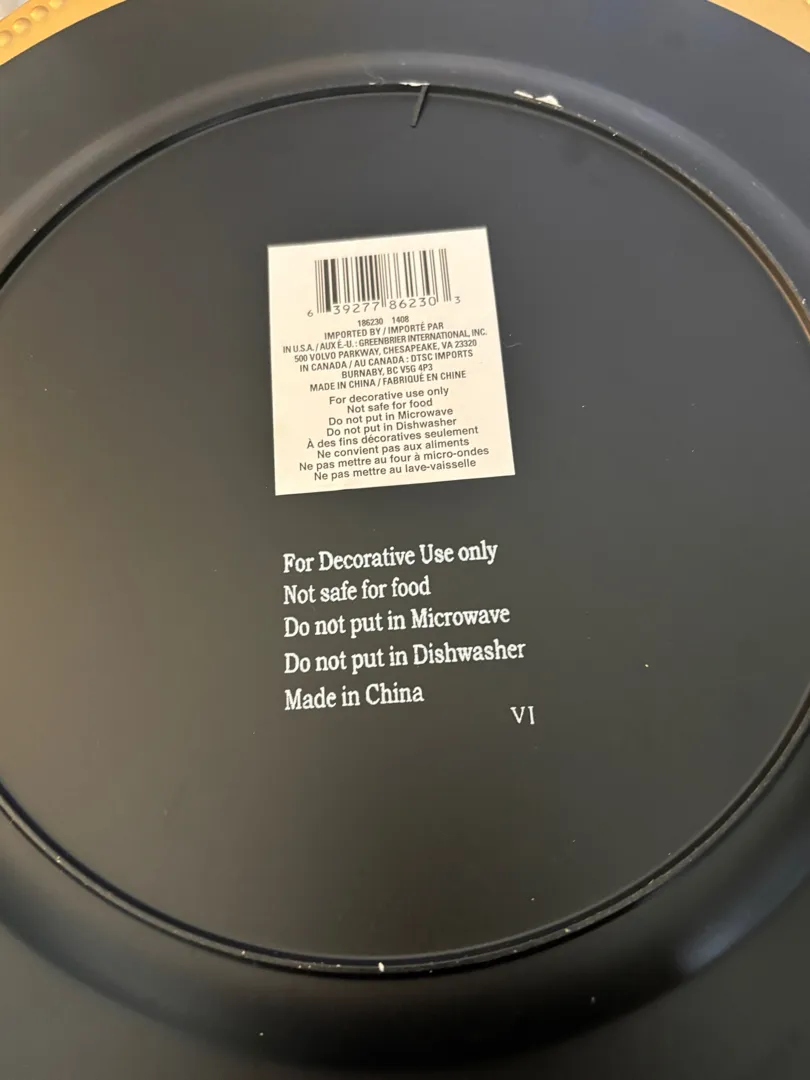 6 39277 86230 3
186230 1408
IMPORTED BY / IMPORTÉ PAR
IN U.S.A. / AUX É.-U. : GREENBRIER INTERNATIONAL, INC.
500 VOLVO PARKWAY, CHESAPEAKE, VA 23320
IN CANADA / AU CANADA : DTSC IMPORTS
BURNABY, BC V5G 4P3
MADE IN CHINA / FABRIQUÉ EN CHINE
For decorative use only
Not safe for food
Do not put in Microwave
Do not put in Dishwasher
À des fins décoratives seulement
Ne convient pas aux aliments
Ne pas mettre au four à micro-ondes
Ne pas mettre au lave-vaisselle
For Decorative Use only
Not safe for food
Do not put in Microwave
Do not put in Dishwasher
Made in China
VI